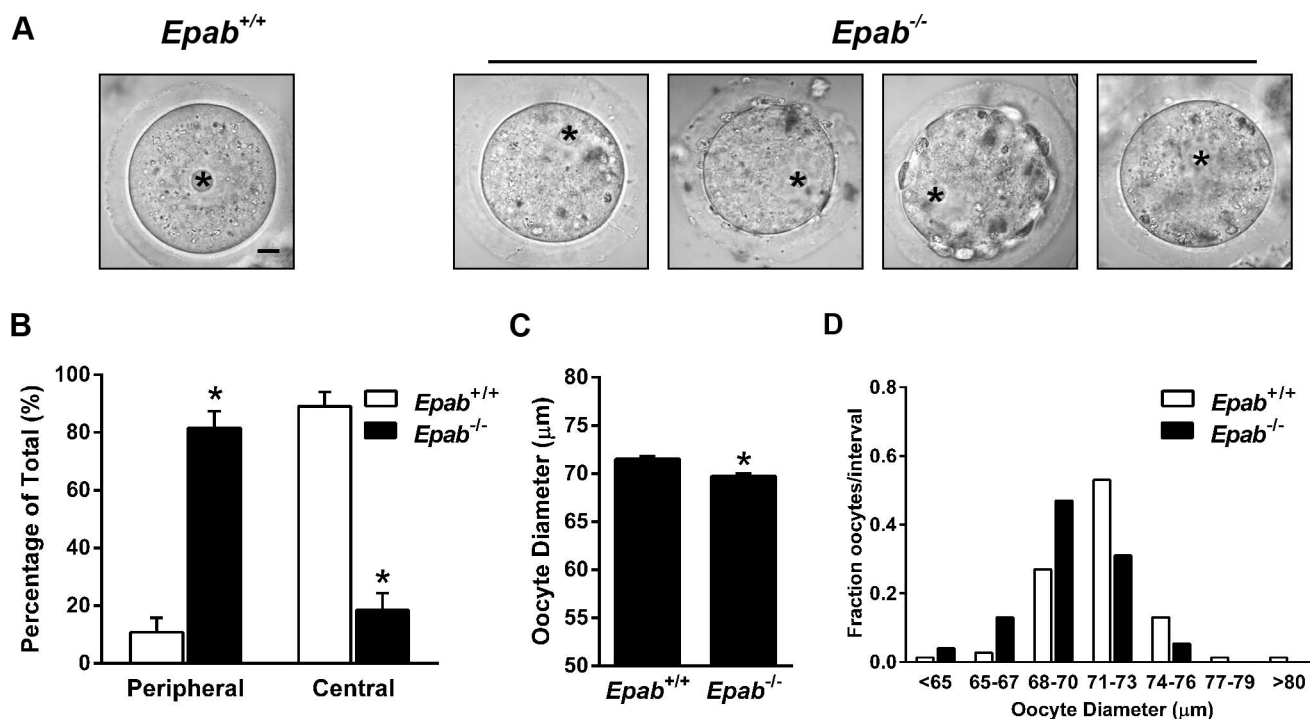 A
Epab+/+
Epab-/-
*
*
*
*
*
B
Percentage of Total (%)
100
80
60
40
20
0
*
*
Epab+/+
Epab-/-
Peripheral
Central
C
Oocyte Diameter (μm)
80
75
70
65
60
55
50
*
Epab+/+
Epab-/-
D
Fraction oocytes/interval
0.8
0.6
0.4
0.2
0.0
Epab+/+
Epab-/-
<65 65-67 68-70 71-73 74-76 77-79 >80
Oocyte Diameter (μm)